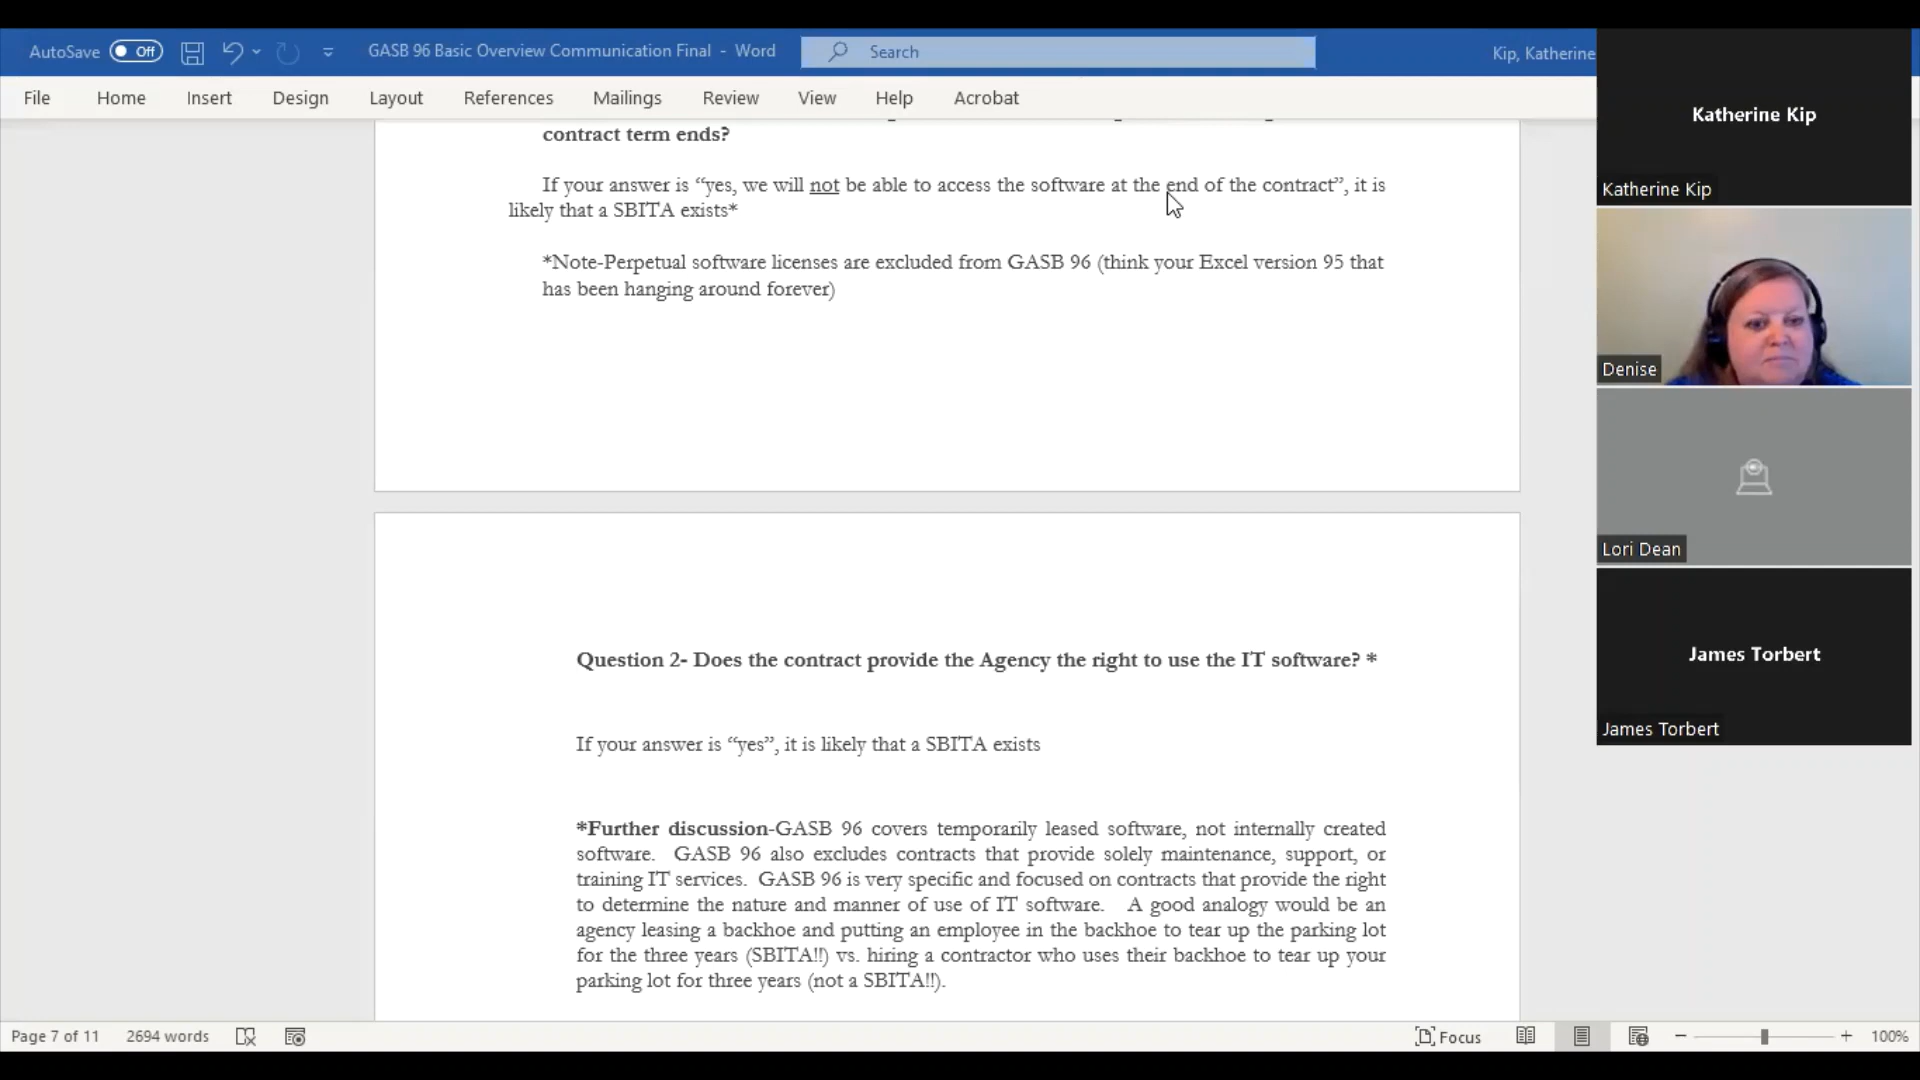 AutoSave Off GASB 96 Basic Overview Communication Final - Word Search Kip, Katherine
File Home Insert Design Layout References Mailings Review View Help Acrobat
contract term ends?
If your answer is “yes, we will not be able to access the software at the end of the contract”, it is
likely that a SBITA exists*
*Note-Perpetual software licenses are excluded from GASB 96 (think your Excel version 95 that
has been hanging around forever)
Question 2- Does the contract provide the Agency the right to use the IT software? *
If your answer is “yes”, it is likely that a SBITA exists
*Further discussion-GASB 96 covers temporarily leased software, not internally created
software. GASB 96 also excludes contracts that provide solely maintenance, support, or
training IT services. GASB 96 is very specific and focused on contracts that provide the right
to determine the nature and manner of use of IT software. A good analogy would be an
agency leasing a backhoe and putting an employee in the backhoe to tear up the parking lot
for the three years (SBITA!!) vs. hiring a contractor who uses their backhoe to tear up your
parking lot for three years (not a SBITA!!).
Page 7 of 11 2694 words Focus 100%
Katherine Kip
Katherine Kip
Denise
Lori Dean
James Torbert
James Torbert